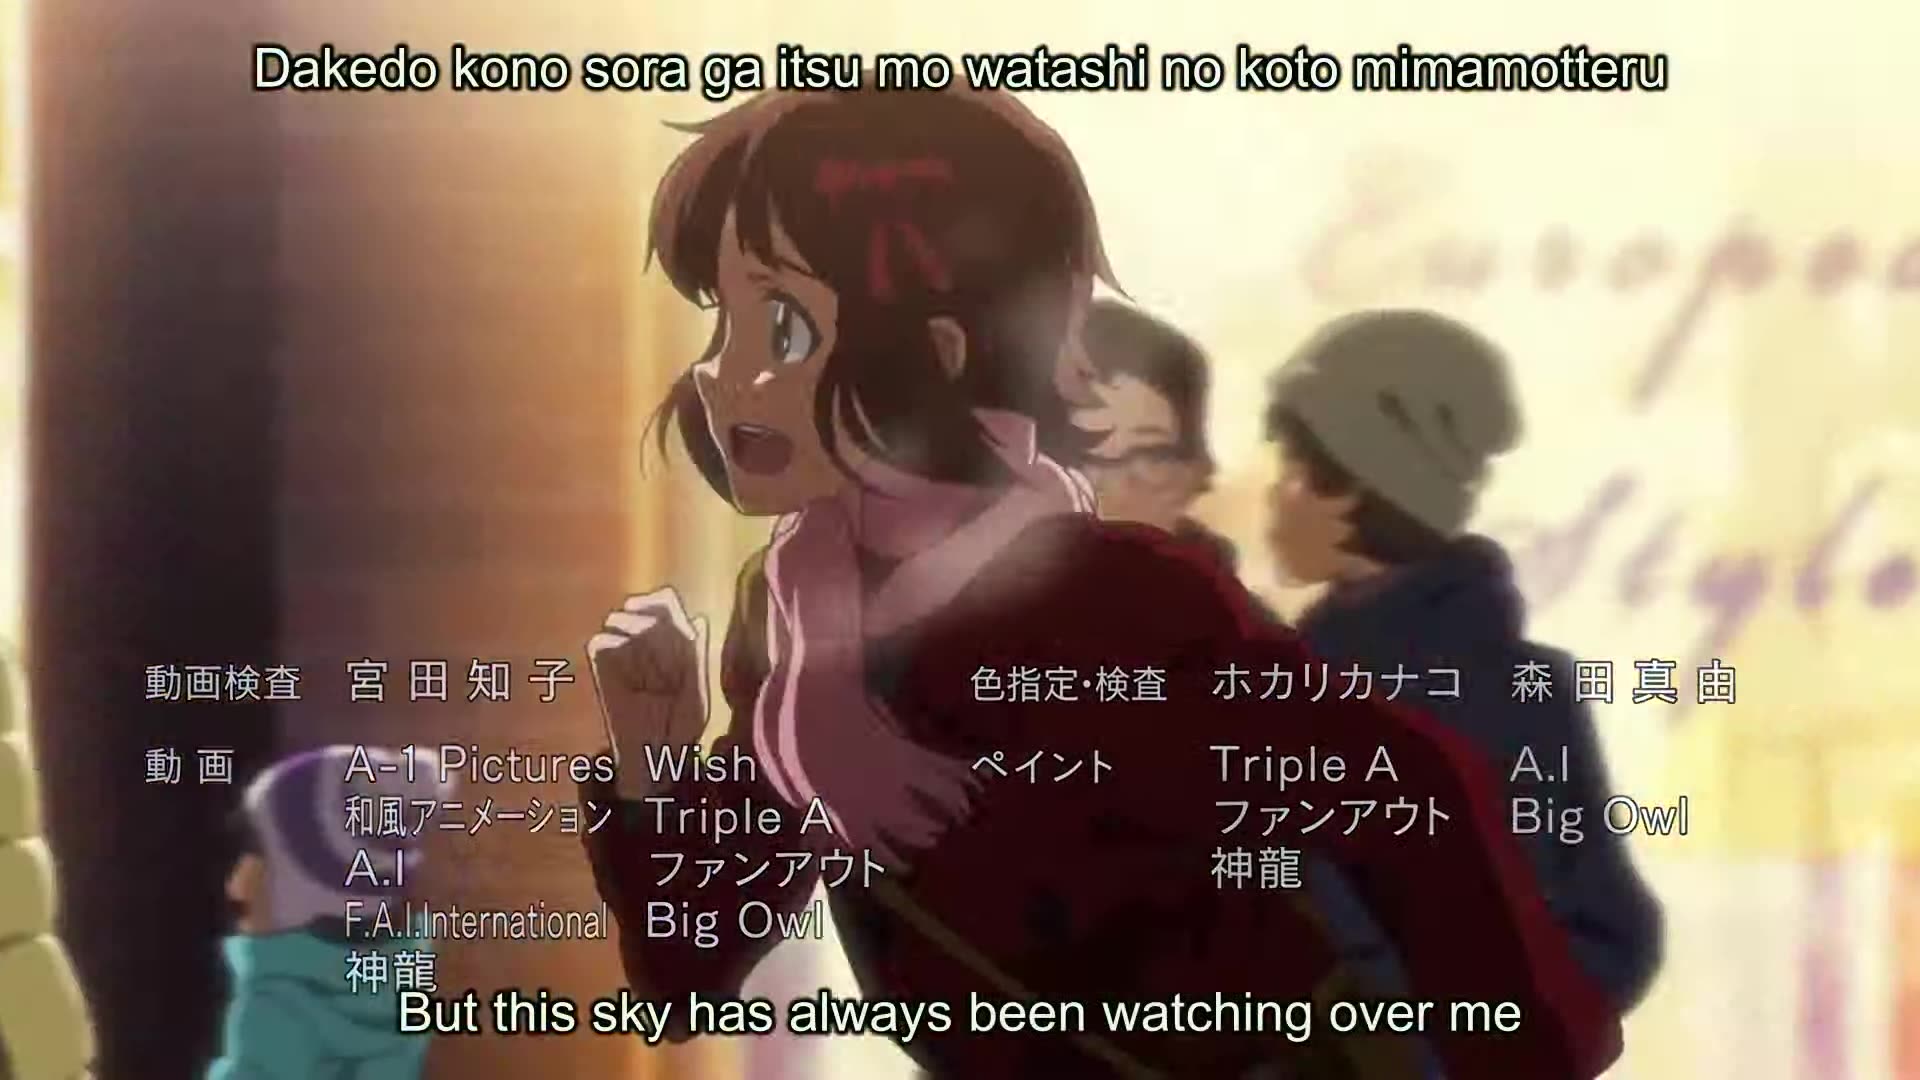 Dakedo kono sora ga itsu mo watashi no koto mimamotteru
動画検査 宮田知子
動画 A-1 Pictures Wish
和風アニメーション Triple A
A.I ファンアウト
F.A.I.International Big Owl
神龍
色指定・検査 ホカリカナコ 森田真由
ペイント Triple A A.I
ファンアウト Big Owl
神龍
But this sky has always been watching over me